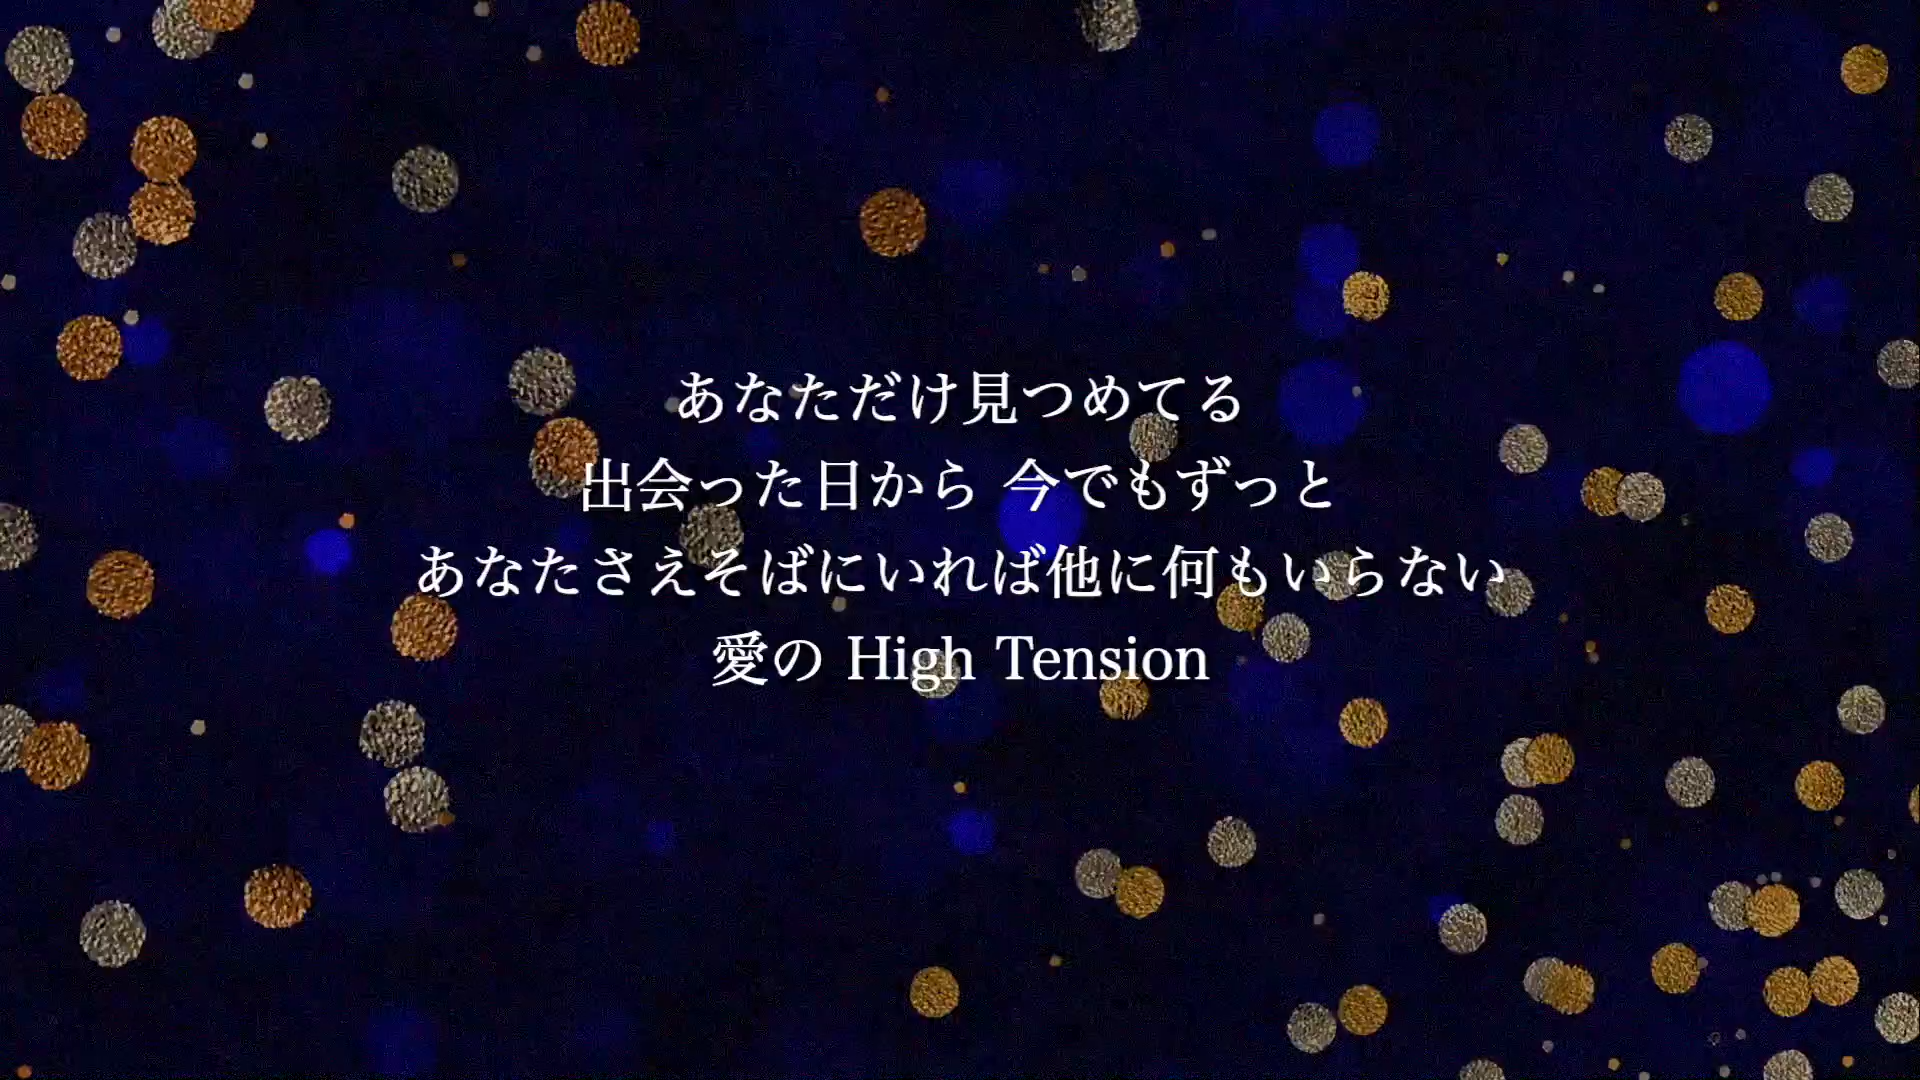 あなただけ見つめてる
出会った日から 今でもずっと
あなたさえそばにいれば他に何もいらない
愛の High Tension